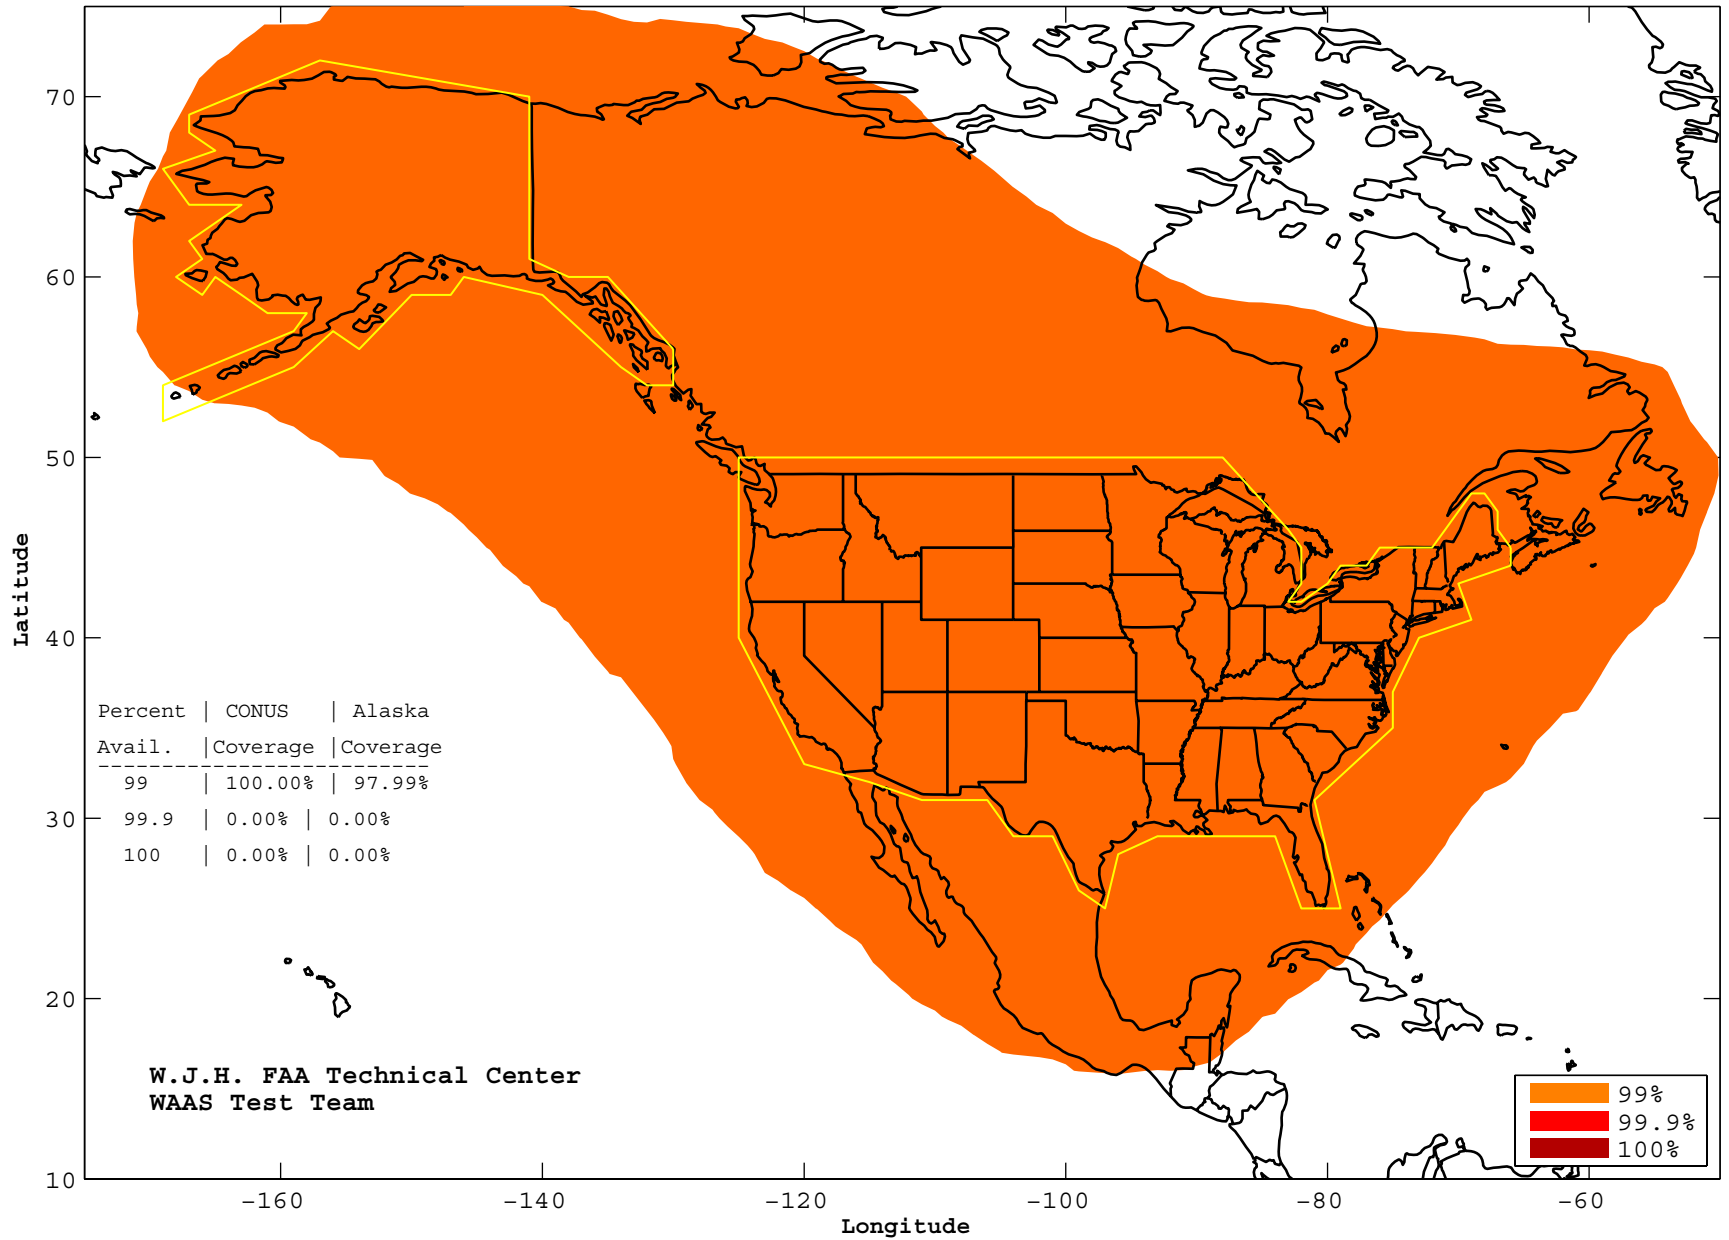 70
60
50
40
30
20
10
Latitude
Percent | CONUS | Alaska
Avail. |Coverage |Coverage
--------------------------
99 | 100.00% | 97.99%
99.9 | 0.00% | 0.00%
100 | 0.00% | 0.00%
W.J.H. FAA Technical Center
WAAS Test Team
99%
99.9%
100%
-160 -140 -120 -100 -80 -60
Longitude